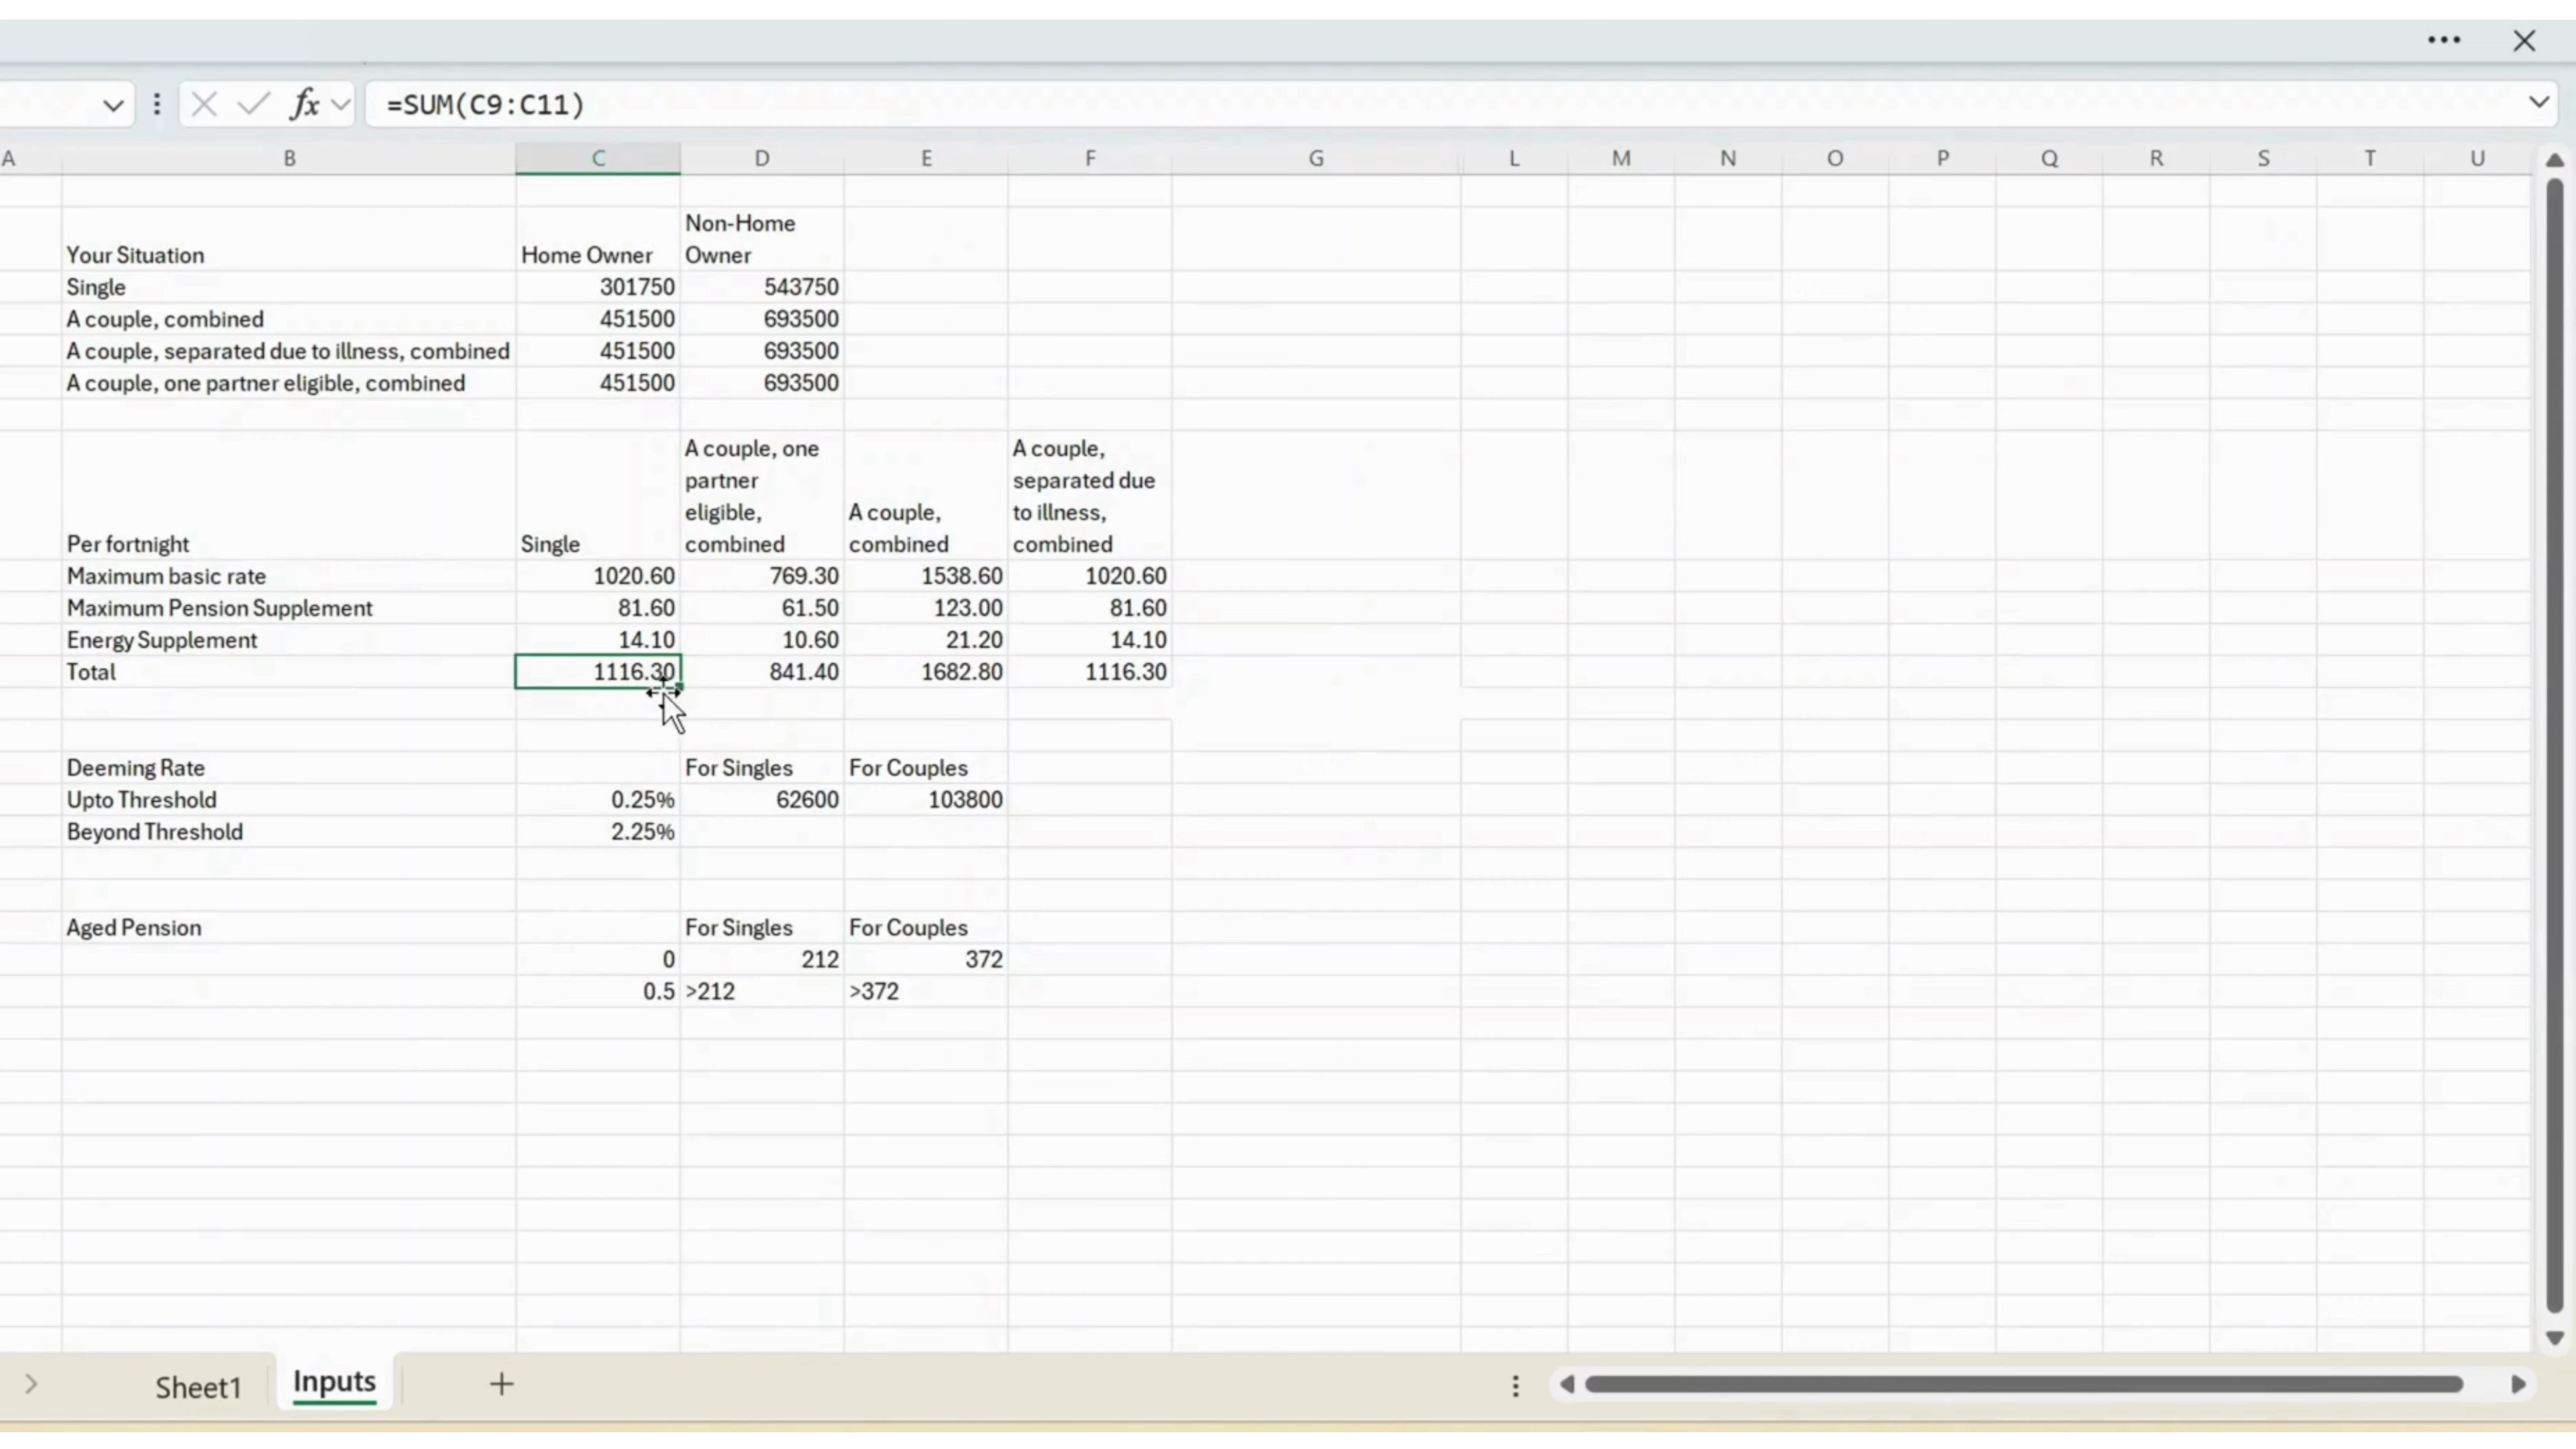 fx =SUM(C9:C11)
A B C D E F G L M N O P Q R S T U
Non-Home
Your Situation Home Owner Owner
Single 301750 543750
A couple, combined 451500 693500
A couple, separated due to illness, combined 451500 693500
A couple, one partner eligible, combined 451500 693500
A couple, one A couple,
partner separated due
eligible, A couple, to illness,
Per fortnight Single combined combined combined
Maximum basic rate 1020.60 769.30 1538.60 1020.60
Maximum Pension Supplement 81.60 61.50 123.00 81.60
Energy Supplement 14.10 10.60 21.20 14.10
Total 1116.30 841.40 1682.80 1116.30
Deeming Rate For Singles For Couples
Upto Threshold 0.25% 62600 103800
Beyond Threshold 2.25%
Aged Pension For Singles For Couples
0 212 372
0.5 >212 >372
Sheet1 Inputs